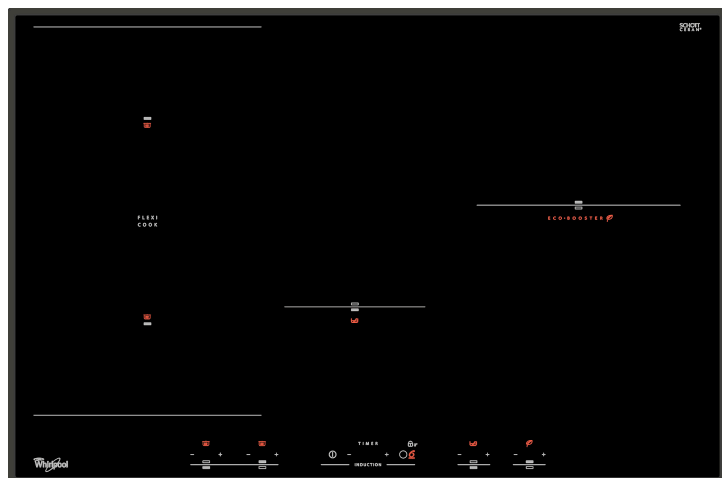 SCHOTT
CERAN®
FLEXI
COOK
ECO•BOOSTER
TIMER
INDUCTION
Whirlpool